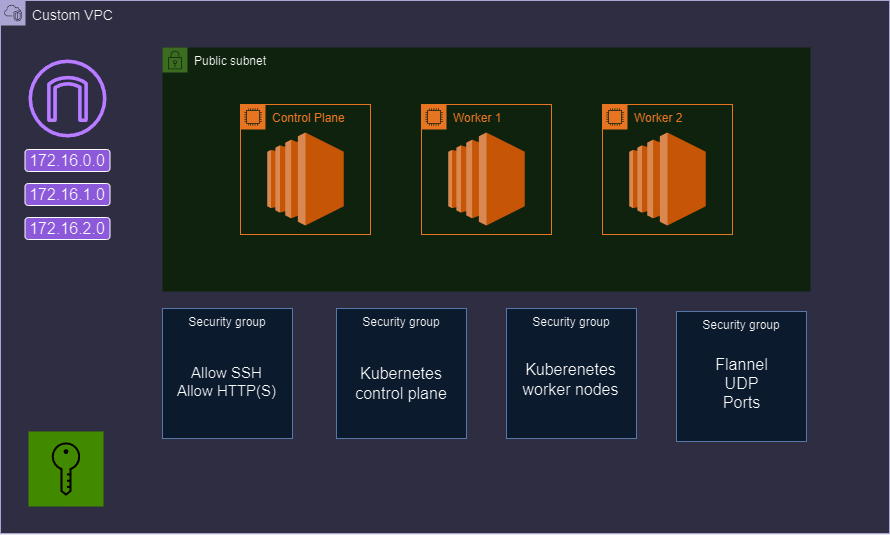 Custom VPC
Public subnet
Control Plane
Worker 1
Worker 2
172.16.0.0
172.16.1.0
172.16.2.0
Security group
Allow SSH
Allow HTTP(S)
Security group
Kubernetes
control plane
Security group
Kuberenetes
worker nodes
Security group
Flannel
UDP
Ports